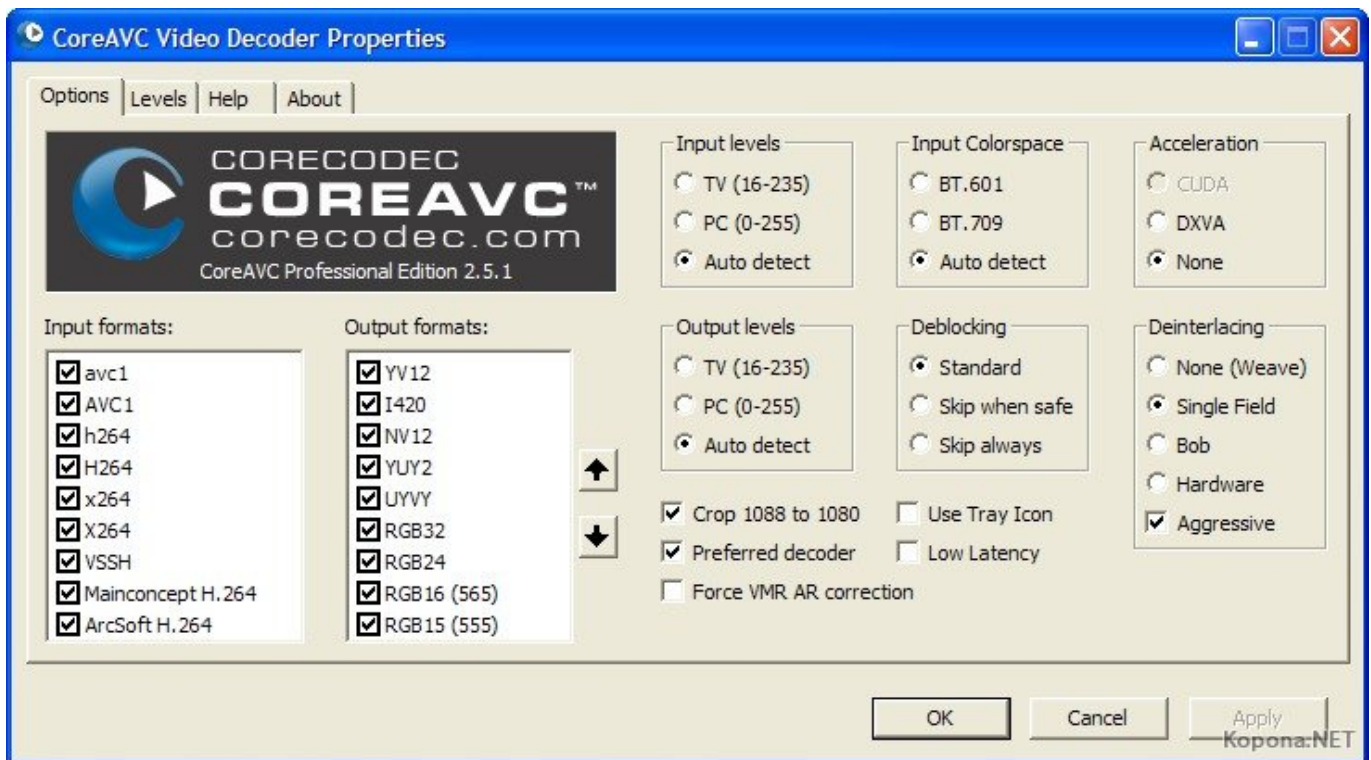 CoreAVC Video Decoder Properties
Options Levels Help About
CORECODEC
COREAVC™
corecodec.com
CoreAVC Professional Edition 2.5.1
Input formats:
avc1
AVC1
h264
H264
x264
X264
VSSH
Mainconcept H.264
ArcSoft H.264
Output formats:
YV12
I420
NV12
YUY2
UYVY
RGB32
RGB24
RGB16 (565)
RGB15 (555)
Input levels
TV (16-235)
PC (0-255)
Auto detect
Input Colorspace
BT.601
BT.709
Auto detect
Acceleration
CUDA
DXVA
None
Output levels
TV (16-235)
PC (0-255)
Auto detect
Deblocking
Standard
Skip when safe
Skip always
Deinterlacing
None (Weave)
Single Field
Bob
Hardware
Aggressive
Crop 1088 to 1080
Preferred decoder
Force VMR AR correction
Use Tray Icon
Low Latency
OK Cancel Apply
Kopona.NET